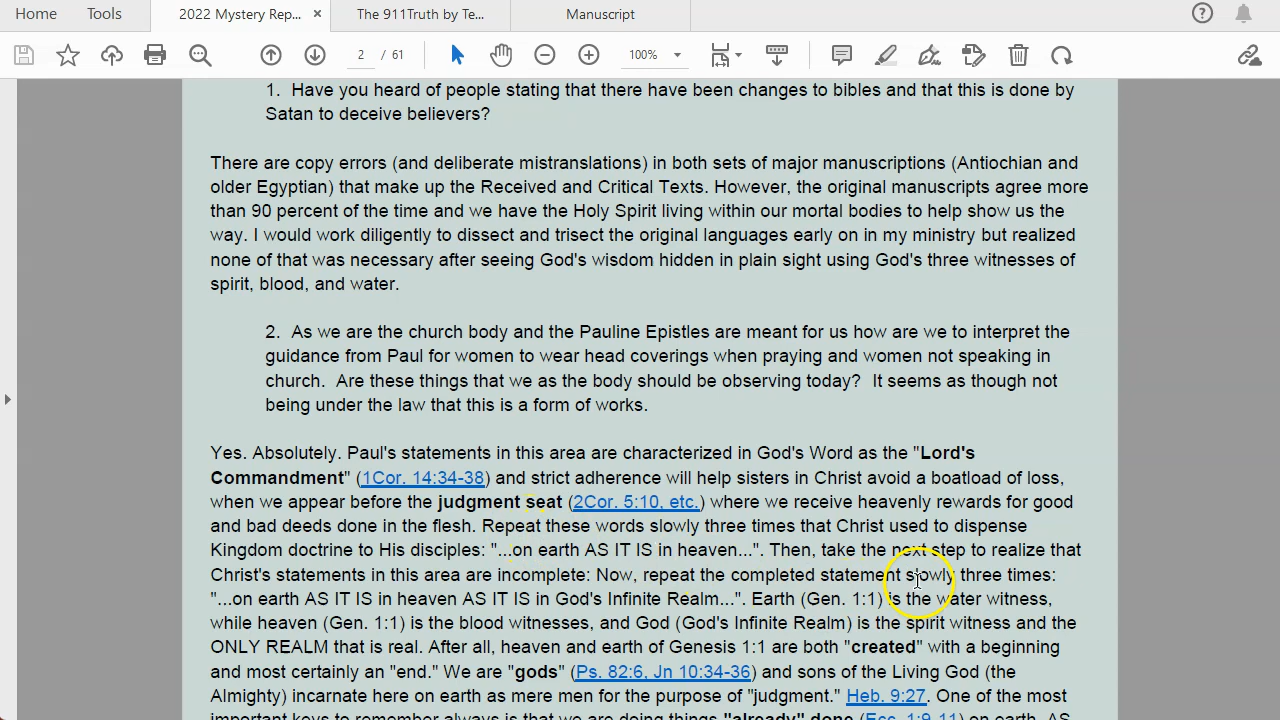 Home Tools 2022 Mystery Rep... × The 911Truth by Te... Manuscript
2 / 61 100%
1. Have you heard of people stating that there have been changes to bibles and that this is done by
Satan to deceive believers?
There are copy errors (and deliberate mistranslations) in both sets of major manuscriptions (Antiochian and
older Egyptian) that make up the Received and Critical Texts. However, the original manuscripts agree more
than 90 percent of the time and we have the Holy Spirit living within our mortal bodies to help show us the
way. I would work diligently to dissect and trisect the original languages early on in my ministry but realized
none of that was necessary after seeing God's wisdom hidden in plain sight using God's three witnesses of
spirit, blood, and water.
2. As we are the church body and the Pauline Epistles are meant for us how are we to interpret the
guidance from Paul for women to wear head coverings when praying and women not speaking in
church. Are these things that we as the body should be observing today? It seems as though not
being under the law that this is a form of works.
Yes. Absolutely. Paul's statements in this area are characterized in God's Word as the "Lord's
Commandment" (1Cor. 14:34-38) and strict adherence will help sisters in Christ avoid a boatload of loss,
when we appear before the judgment seat (2Cor. 5:10, etc.) where we receive heavenly rewards for good
and bad deeds done in the flesh. Repeat these words slowly three times that Christ used to dispense
Kingdom doctrine to His disciples: "...on earth AS IT IS in heaven...". Then, take the next step to realize that
Christ's statements in this area are incomplete: Now, repeat the completed statement slowly three times:
"...on earth AS IT IS in heaven AS IT IS in God's Infinite Realm...". Earth (Gen. 1:1) is the water witness,
while heaven (Gen. 1:1) is the blood witnesses, and God (God's Infinite Realm) is the spirit witness and the
ONLY REALM that is real. After all, heaven and earth of Genesis 1:1 are both "created" with a beginning
and most certainly an "end." We are "gods" (Ps. 82:6, Jn 10:34-36) and sons of the Living God (the
Almighty) incarnate here on earth as mere men for the purpose of "judgment." Heb. 9:27. One of the most
important keys to remember always is that we are doing things "already" done (Ecc. 1:9-11) on earth, AS